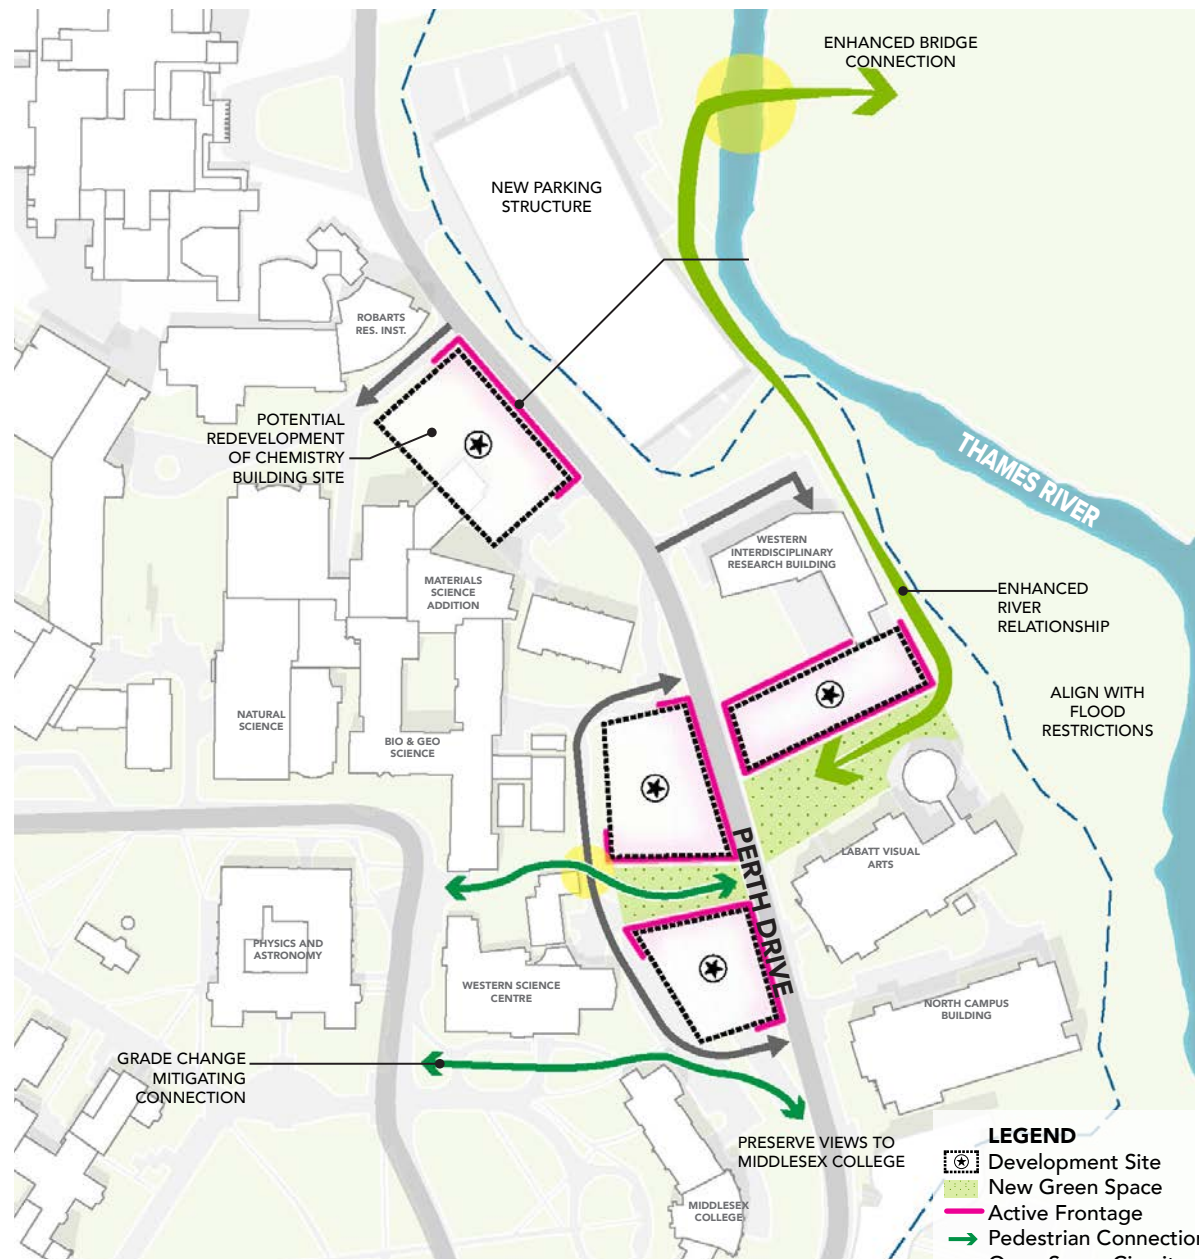 ENHANCED BRIDGE
CONNECTION
NEW PARKING
STRUCTURE
ROBARTS
RES. INST.
POTENTIAL
REDEVELOPMENT
OF CHEMISTRY
BUILDING SITE
THAMES RIVER
WESTERN
INTERDISCIPLINARY
RESEARCH BUILDING
MATERIALS
SCIENCE
ADDITION
ENHANCED
RIVER
RELATIONSHIP
ALIGN WITH
FLOOD
RESTRICTIONS
NATURAL
SCIENCE
BIO & GEO
SCIENCE
PERTH DRIVE
LABATT VISUAL
ARTS
PHYSICS AND
ASTRONOMY
WESTERN SCIENCE
CENTRE
NORTH CAMPUS
BUILDING
GRADE CHANGE
MITIGATING
CONNECTION
PRESERVE VIEWS TO
MIDDLESEX COLLEGE
MIDDLESEX
COLLEGE
LEGEND
Development Site
New Green Space
Active Frontage
Pedestrian Connection